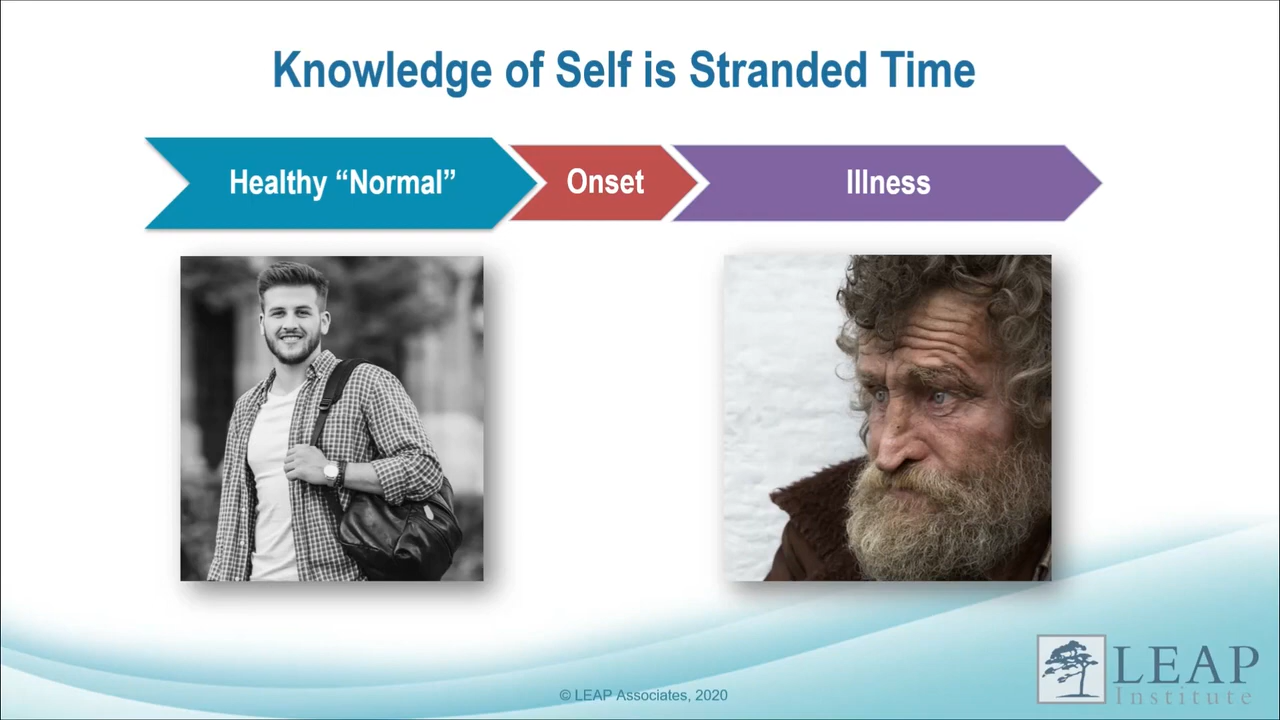 Knowledge of Self is Stranded Time
Healthy “Normal”
Onset
Illness
© LEAP Associates, 2020
LEAP
Institute